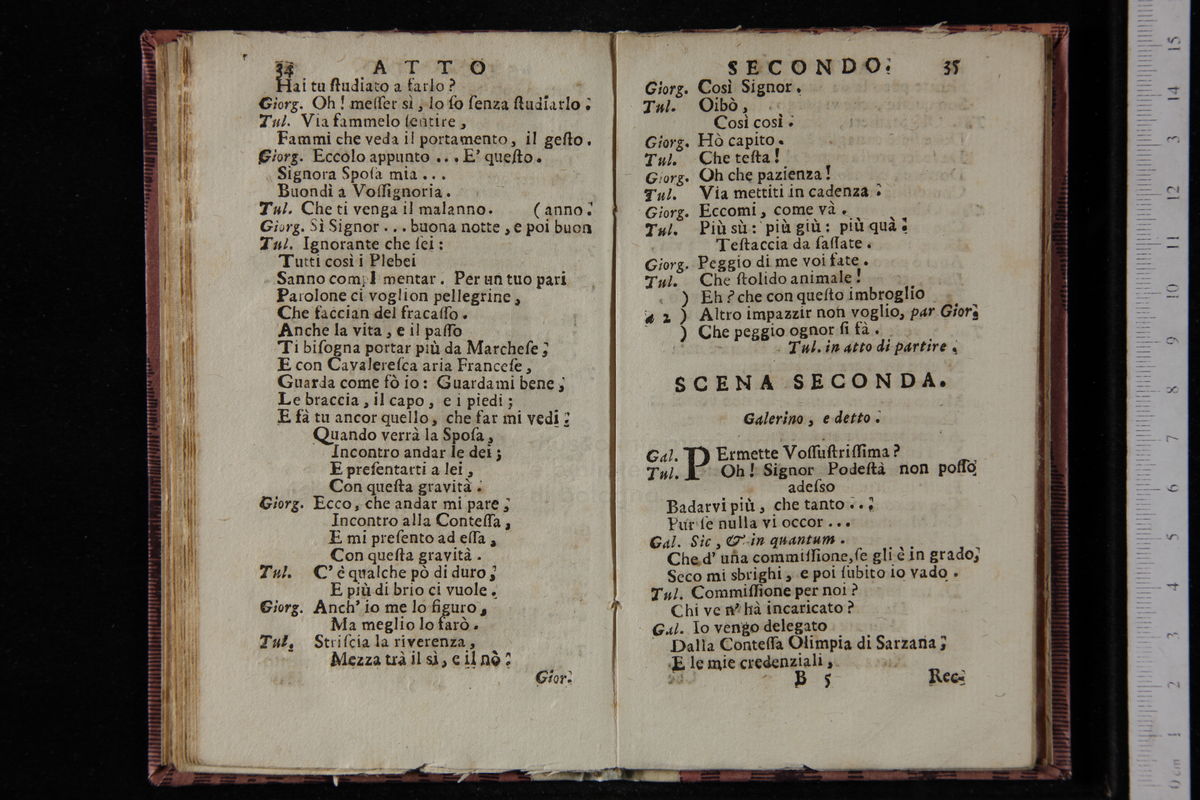 34 ATTO
Hai tu ſtudiato a farlo?
Giorg. Oh! meſſer sì, lo ſo ſenza ſtudiarlo.
Tul. Via fammelo ſentire,
Fammi che veda il portamento, il geſto.
Giorg. Eccolo appunto ... E' queſto.
Signora Spoſa mia ...
Buondì a Voſſignoria.
Tul. Che ti venga il malanno. (anno.
Giorg. Sì Signor ... buona notte, e poi buon
Tul. Ignorante che ſei:
Tutti così i Plebei
Sanno compl mentar. Per un tuo pari
Parolone ci voglion pellegrine,
Che faccian del fracaſſo.
Anche la vita, e il paſſo
Ti biſogna portar più da Marcheſe;
E con Cavalereſca aria Franceſe,
Guarda come fò io: Guardami bene;
Le braccia, il capo, e i piedi;
E fà tu ancor quello, che far mi vedi.
Quando verrà la Spoſa,
Incontro andar le dei;
E preſentarti a lei,
Con queſta gravità.
Giorg. Ecco, che andar mi pare;
Incontro alla Conteſſa,
E mi preſento ad eſſa,
Con queſta gravità.
Tul. C' è qualche pò di duro;
E più di brio ci vuole.
Giorg. Anch' io me lo figuro,
Ma meglio lo farò.
Tul. Striſcia la riverenza,
Mezza trà il sì, e il nò.
Gior.
SECONDO. 35
Giorg. Così Signor.
Tul. Oibò,
Così così.
Giorg. Hò capito.
Tul. Che teſta!
Giorg. Oh che pazienza!
Tul. Via mettiti in cadenza.
Giorg. Eccomi, come và.
Tul. Più sù: più giù: più quà.
Teſtaccia da ſaſſate.
Giorg. Peggio di me voi fate.
Tul. Che ſtolido animale!
) Eh? che con queſto imbroglio
a 2 ) Altro impazzir non voglio, par Gior.
) Che peggio ognor ſi fà.
Tul. in atto di partire.
SCENA SECONDA.
Galerino, e detto.
Gal. PErmette Voſſuſtriſſima?
Tul. Oh! Signor Podeſtà non poſſo
adeſso
Badarvi più, che tanto ...
Pur ſe nulla vi occor ...
Gal. Sic, & in quantum.
Che d' una commiſſione, ſe gli è in grado,
Seco mi sbrighi, e poi ſubito io vado.
Tul. Commiſſione per noi?
Chi ve n' hà incaricato?
Gal. Io vengo delegato
Dalla Conteſſa Olimpia di Sarzana;
E le mie credenziali,
B 5 Rec-